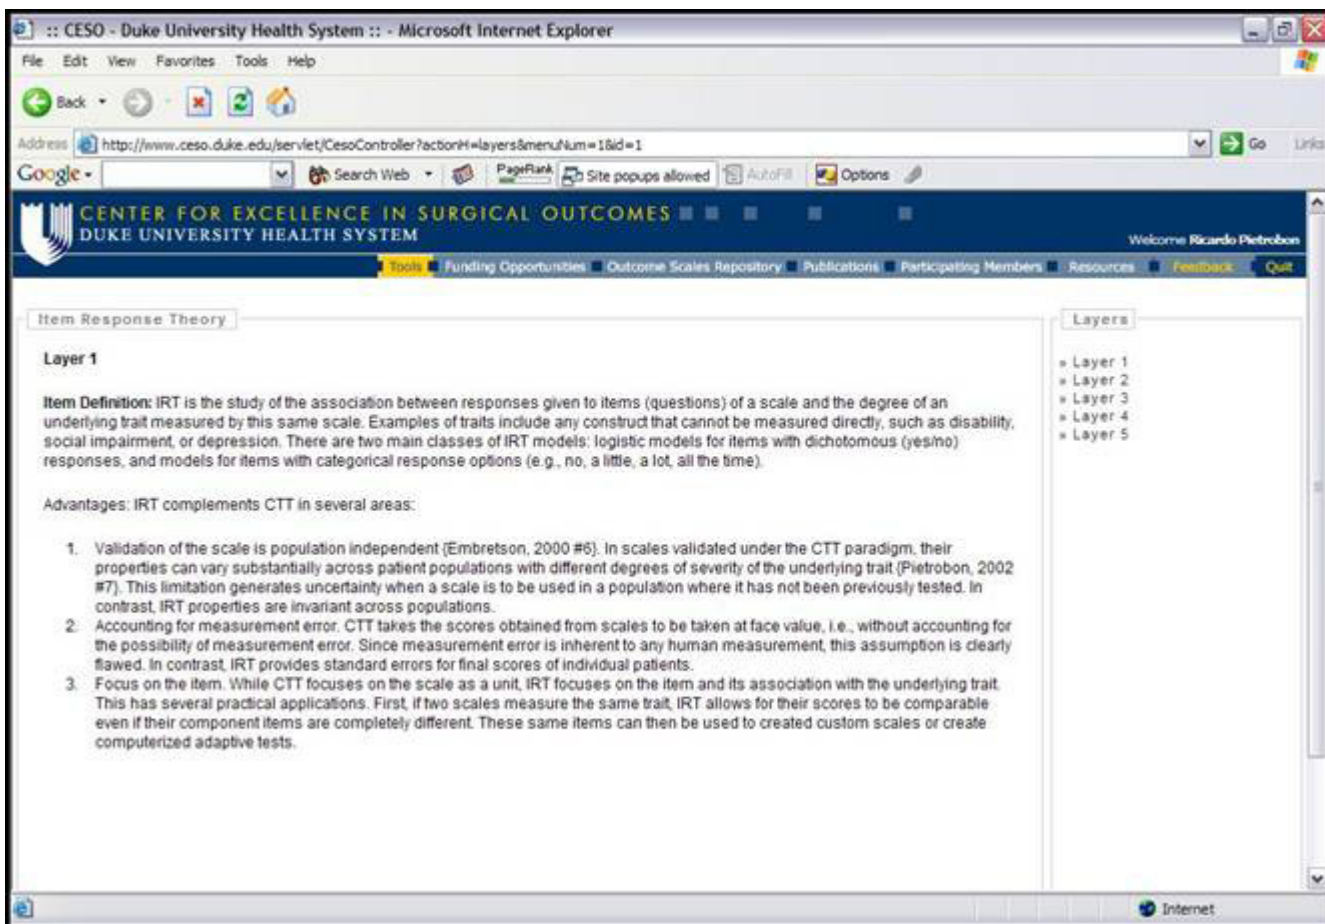 :: CESO - Duke University Health System :: - Microsoft Internet Explorer
File Edit View Favorites Tools Help
Back
Address http://www.ceso.duke.edu/servlet/CesoController?actionH=layers&menuNum=1&id=1 Go Links
Google Search Web PageRank Site popups allowed AutoFill Options
CENTER FOR EXCELLENCE IN SURGICAL OUTCOMES
DUKE UNIVERSITY HEALTH SYSTEM
Welcome Ricardo Pietrobon
Tools Funding Opportunities Outcome Scales Repository Publications Participating Members Resources Feedback Quit
Item Response Theory
Layer 1
Item Definition: IRT is the study of the association between responses given to items (questions) of a scale and the degree of an
underlying trait measured by this same scale. Examples of traits include any construct that cannot be measured directly, such as disability,
social impairment, or depression. There are two main classes of IRT models: logistic models for items with dichotomous (yes/no)
responses, and models for items with categorical response options (e.g., no, a little, a lot, all the time).
Advantages: IRT complements CTT in several areas:
1. Validation of the scale is population independent {Embretson, 2000 #6}. In scales validated under the CTT paradigm, their
properties can vary substantially across patient populations with different degrees of severity of the underlying trait {Pietrobon, 2002
#7}. This limitation generates uncertainty when a scale is to be used in a population where it has not been previously tested. In
contrast, IRT properties are invariant across populations.
2. Accounting for measurement error. CTT takes the scores obtained from scales to be taken at face value, i.e., without accounting for
the possibility of measurement error. Since measurement error is inherent to any human measurement, this assumption is clearly
flawed. In contrast, IRT provides standard errors for final scores of individual patients.
3. Focus on the item. While CTT focuses on the scale as a unit, IRT focuses on the item and its association with the underlying trait.
This has several practical applications. First, if two scales measure the same trait, IRT allows for their scores to be comparable
even if their component items are completely different. These same items can then be used to created custom scales or create
computerized adaptive tests.
Layers
» Layer 1
» Layer 2
» Layer 3
» Layer 4
» Layer 5
Internet